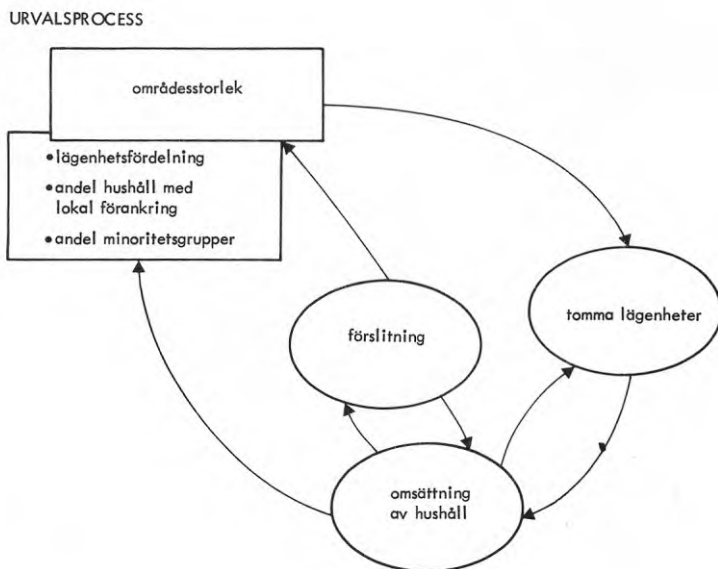 URVALSPROCESS
områdesstorlek
• lägenhetsfördelning
• andel hushåll med
lokal förankring
• andel minoritetsgrupper
förslitning
tomma lägenheter
omsättning
av hushåll